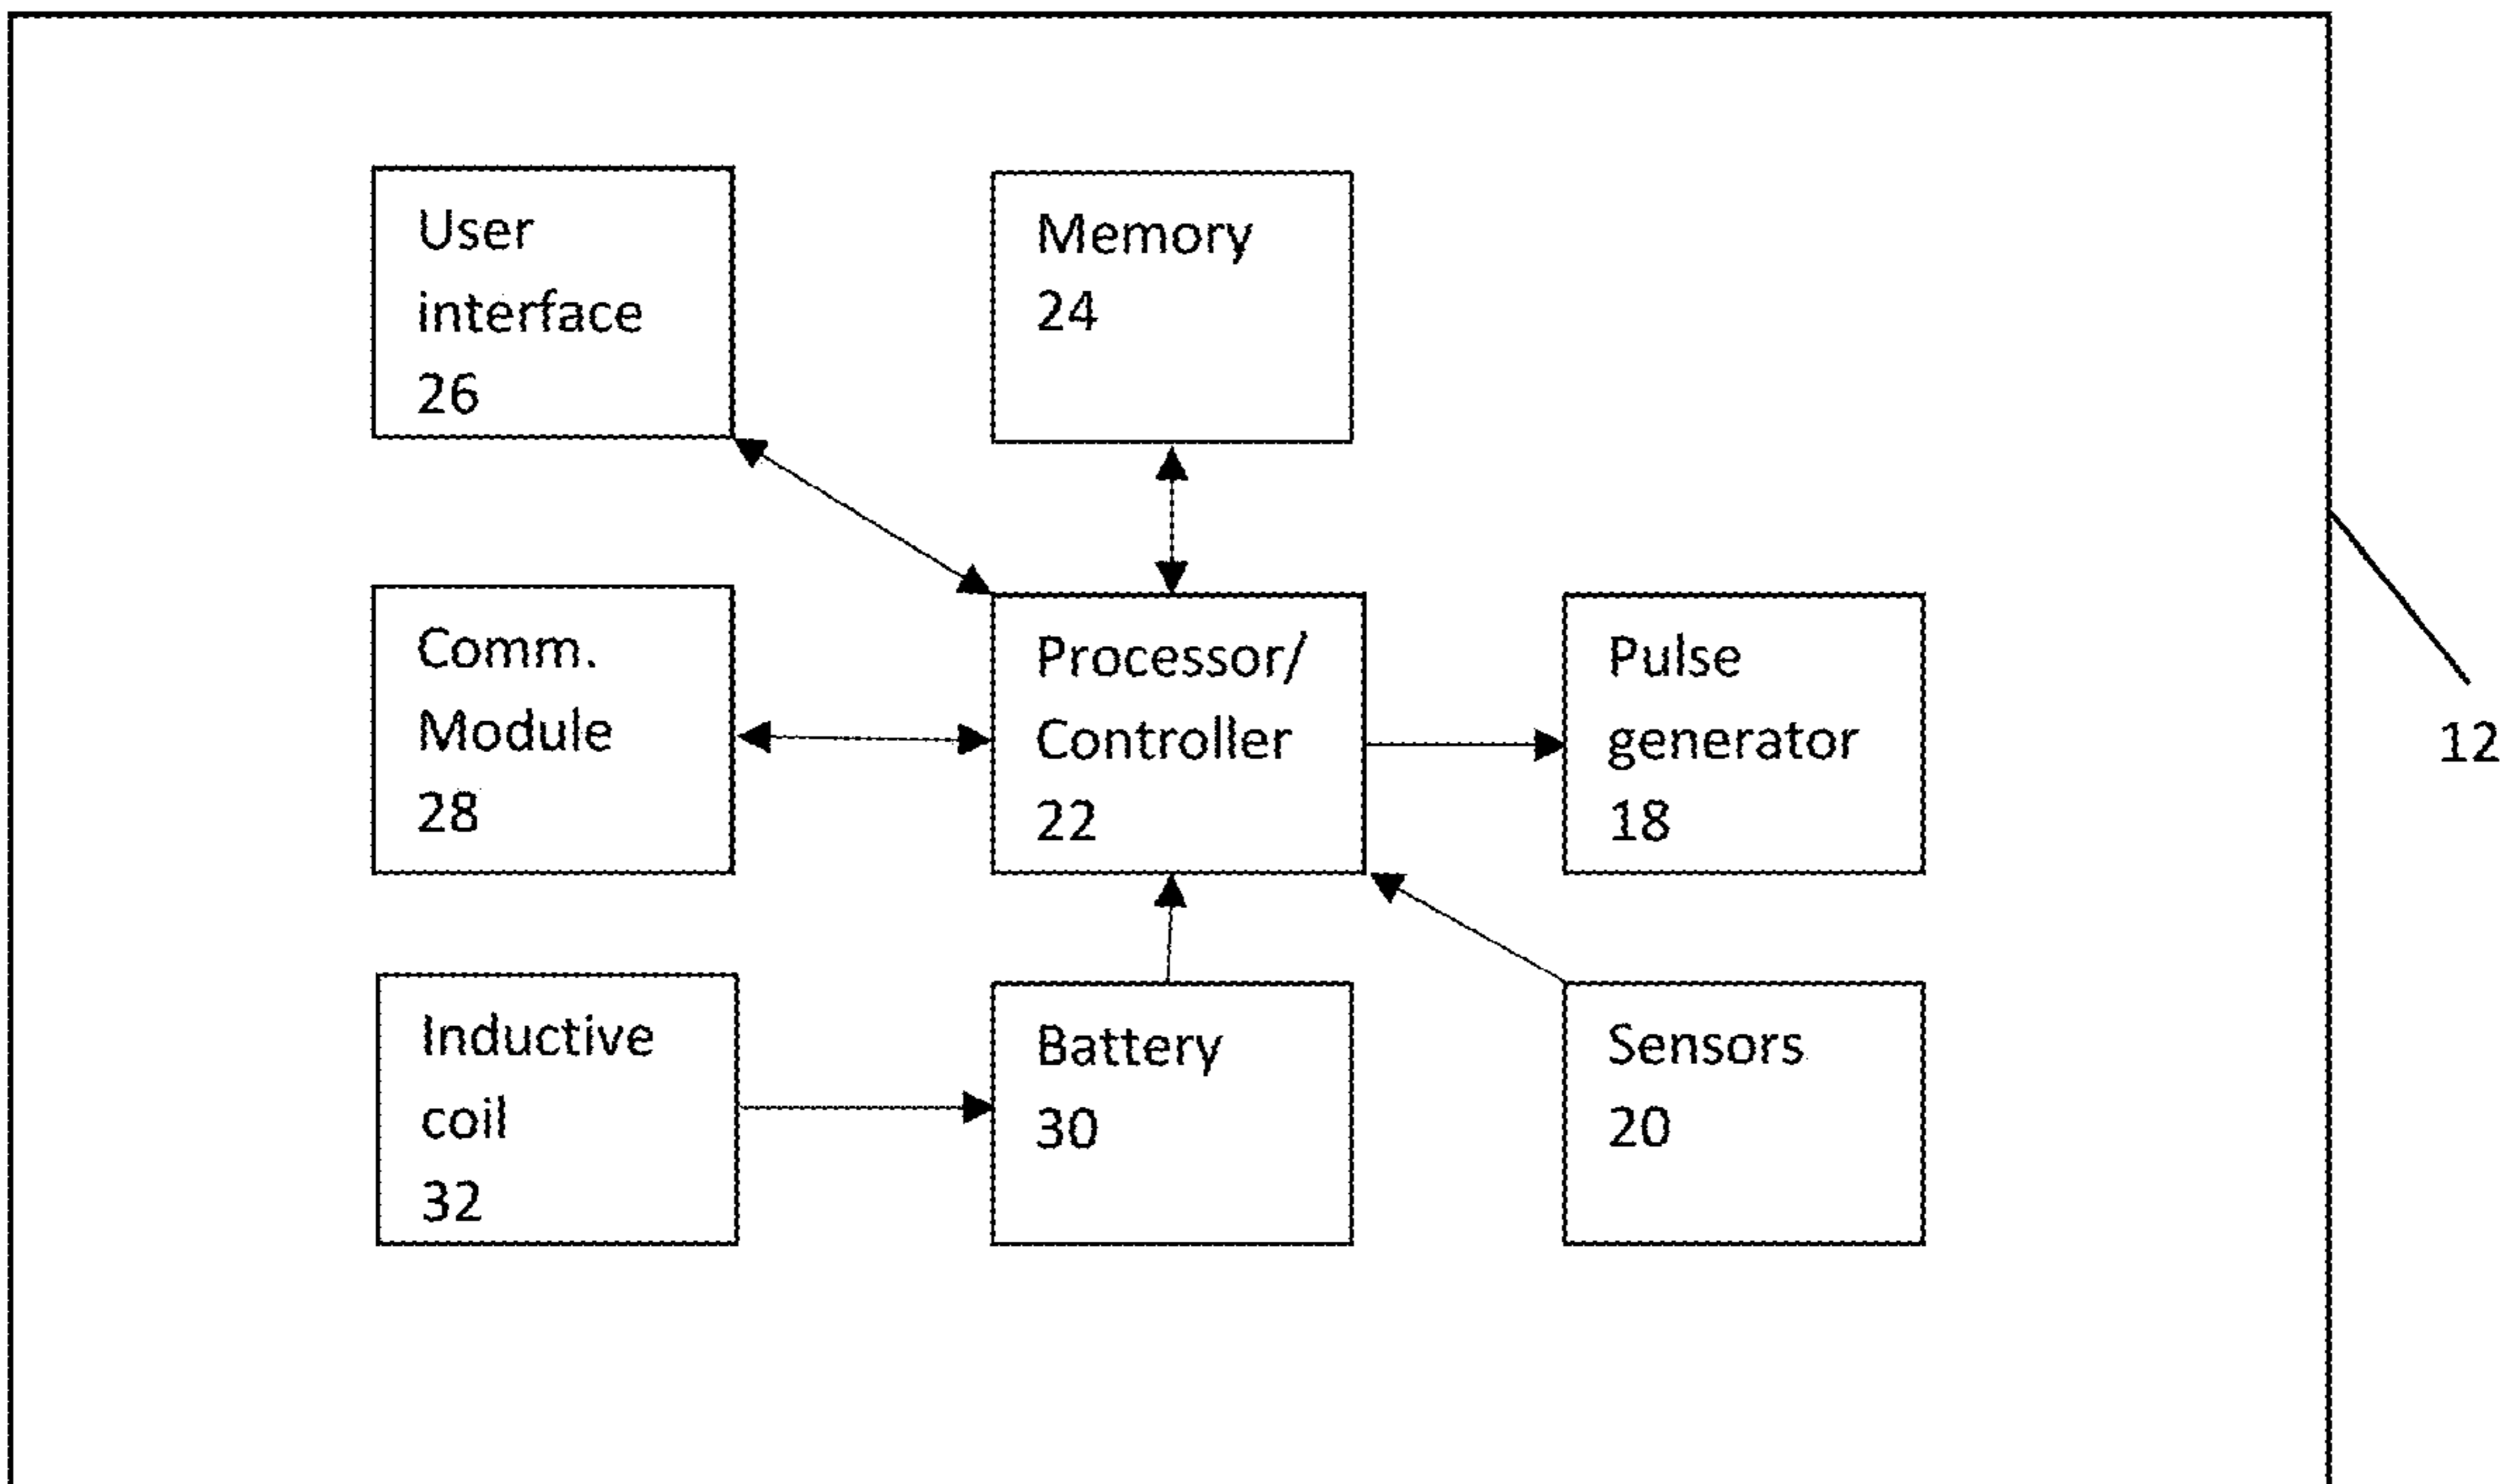 User
interface
26
Memory
24
Comm.
Module
28
Processor/
Controller
22
Pulse
generator
18
12
Inductive
coil
32
Battery
30
Sensors
20